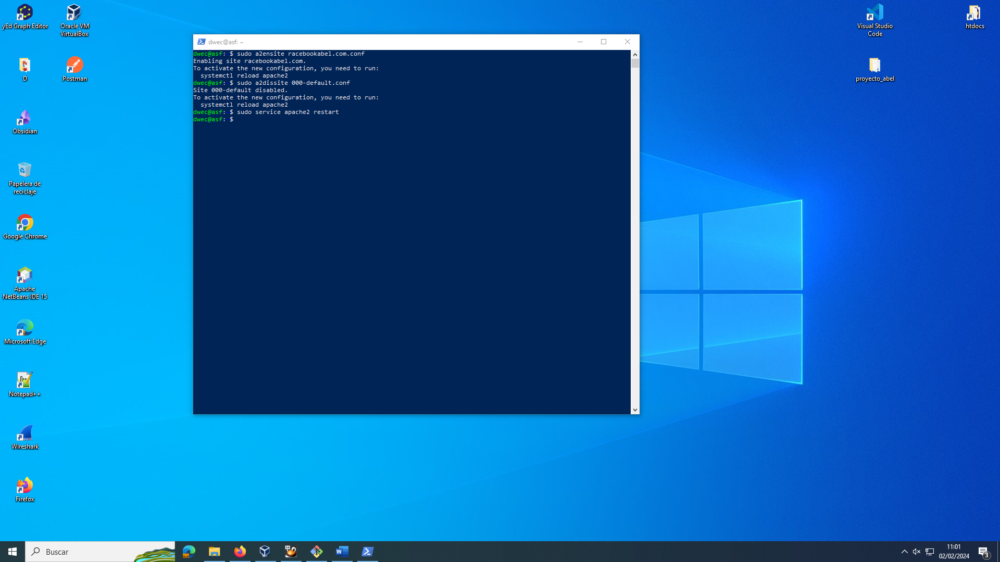 yEd Graph Editor
Oracle VM
VirtualBox
Visual Studio
Code
htdocs
dwec@asf: ~
dwec@asf: $ sudo a2ensite racebookabel.com.conf
Enabling site racebookabel.com.
To activate the new configuration, you need to run:
  systemctl reload apache2
dwec@asf: $ sudo a2dissite 000-default.conf
Site 000-default disabled.
To activate the new configuration, you need to run:
  systemctl reload apache2
dwec@asf: $ sudo service apache2 restart
dwec@asf: $
D
Postman
proyecto_abel
Obsidian
Papelera de
reciclaje
Google Chrome
Apache
NetBeans IDE 15
Microsoft Edge
Notepad++
Wireshark
Firefox
Buscar
11:01
02/02/2024
3